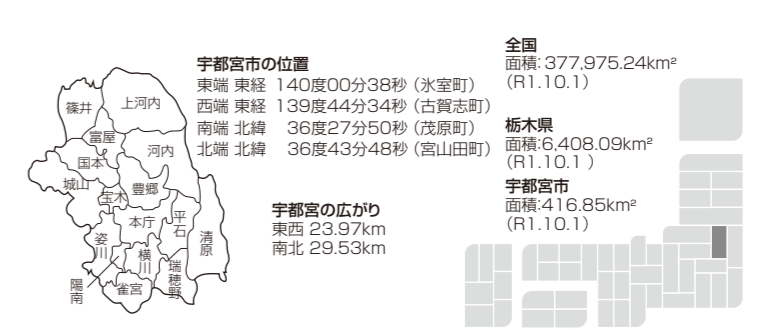 宇都宮市の位置
東端 東経 140度00分38秒（氷室町）
西端 東経 139度44分34秒（古賀志町）
南端 北緯 36度27分50秒（茂原町）
北端 北緯 36度43分48秒（宮山田町）
宇都宮の広がり
東西 23.97km
南北 29.53km
全国
面積：377,975.24km²
（R1.10.1）
栃木県
面積:6,408.09km²
（R1.10.1 ）
宇都宮市
面積:416.85km²
（R1.10.1）
篠井
上河内
富屋
国本
河内
城山
宝木
豊郷
本庁
平石
清原
姿川
横川
瑞穂野
陽南
雀宮